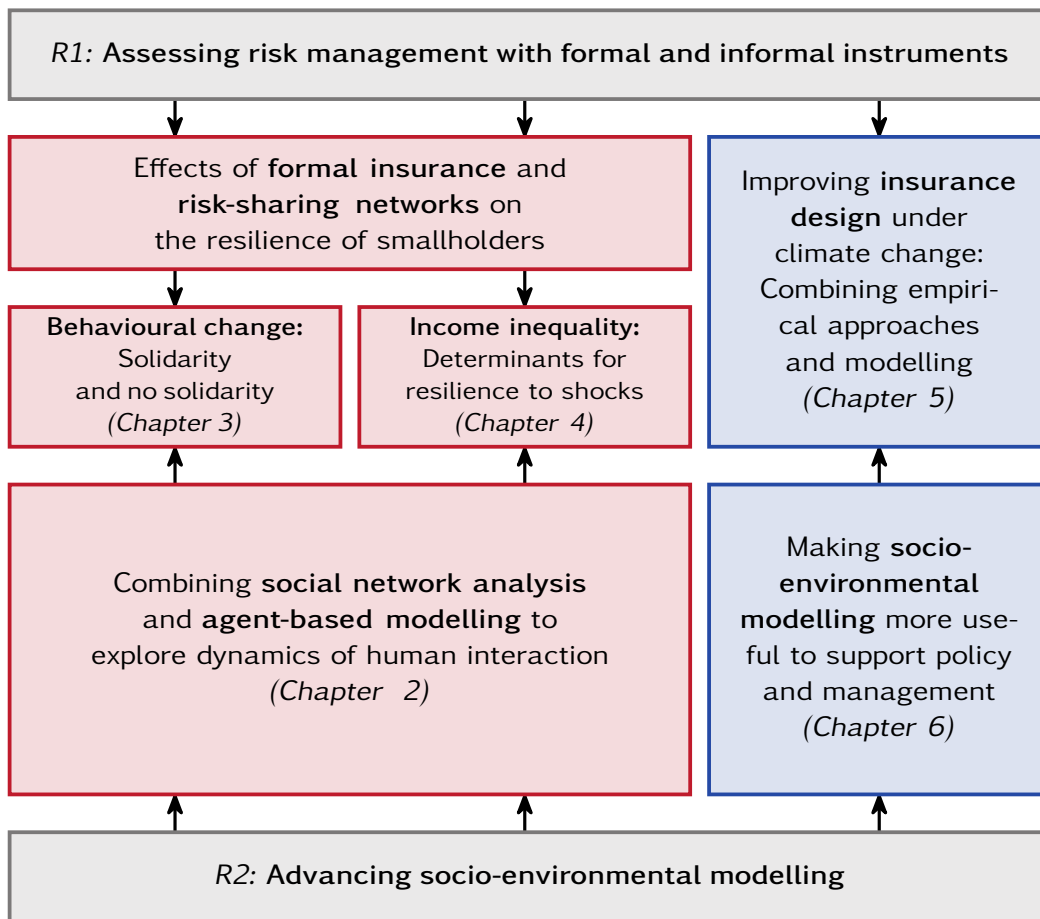 R1: Assessing risk management with formal and informal instruments
Effects of formal insurance and
risk-sharing networks on
the resilience of smallholders
Improving insurance
design under
climate change:
Combining empiri-
cal approaches
and modelling
(Chapter 5)
Behavioural change:
Solidarity
and no solidarity
(Chapter 3)
Income inequality:
Determinants for
resilience to shocks
(Chapter 4)
Combining social network analysis
and agent-based modelling to
explore dynamics of human interaction
(Chapter 2)
Making socio-
environmental
modelling more use-
ful to support policy
and management
(Chapter 6)
R2: Advancing socio-environmental modelling